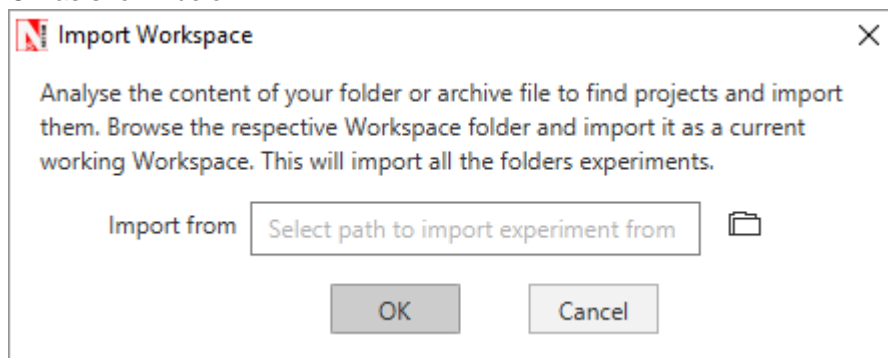 Import Workspace
Analyse the content of your folder or archive file to find projects and import
them. Browse the respective Workspace folder and import it as a current
working Workspace. This will import all the folders experiments.
Import from
Select path to import experiment from
OK
Cancel